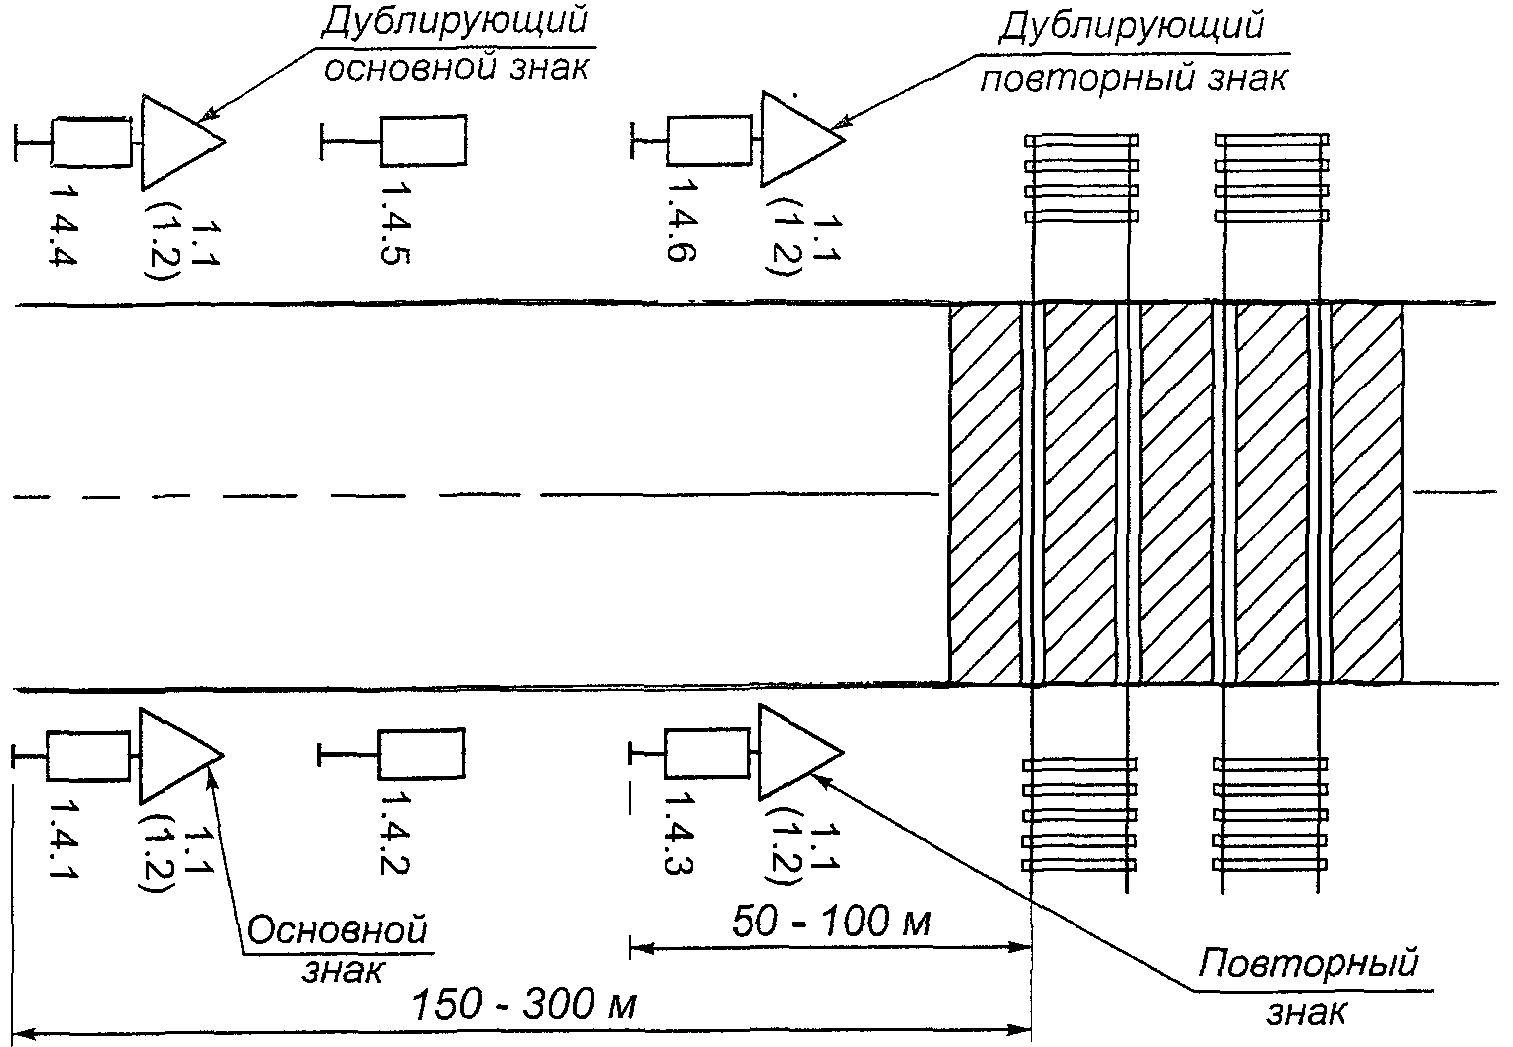 Дублирующий
основной знак
Дублирующий
повторный знак
1 4.4
1.1
(1.2)
1.4.5
1.4.6
1.1
(1 2)
1.4.1
1.1
(1.2)
1.4.2
1.4.3
1.1
(1.2)
Основной
знак
50 - 100 м
Повторный
знак
150 - 300 м